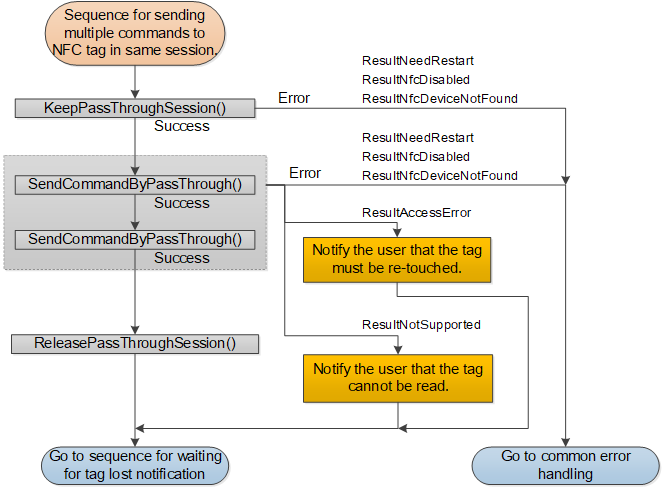 Sequence for sending
multiple commands to
NFC tag in same session.
ResultNeedRestart
ResultNfcDisabled
ResultNfcDeviceNotFound
KeepPassThroughSession()
Error
Success
ResultNeedRestart
ResultNfcDisabled
ResultNfcDeviceNotFound
Error
SendCommandByPassThrough()
Success
ResultAccessError
SendCommandByPassThrough()
Success
Notify the user that the tag
must be re-touched.
ResultNotSupported
ReleasePassThroughSession()
Notify the user that the tag
cannot be read.
Go to sequence for waiting
for tag lost notification
Go to common error
handling